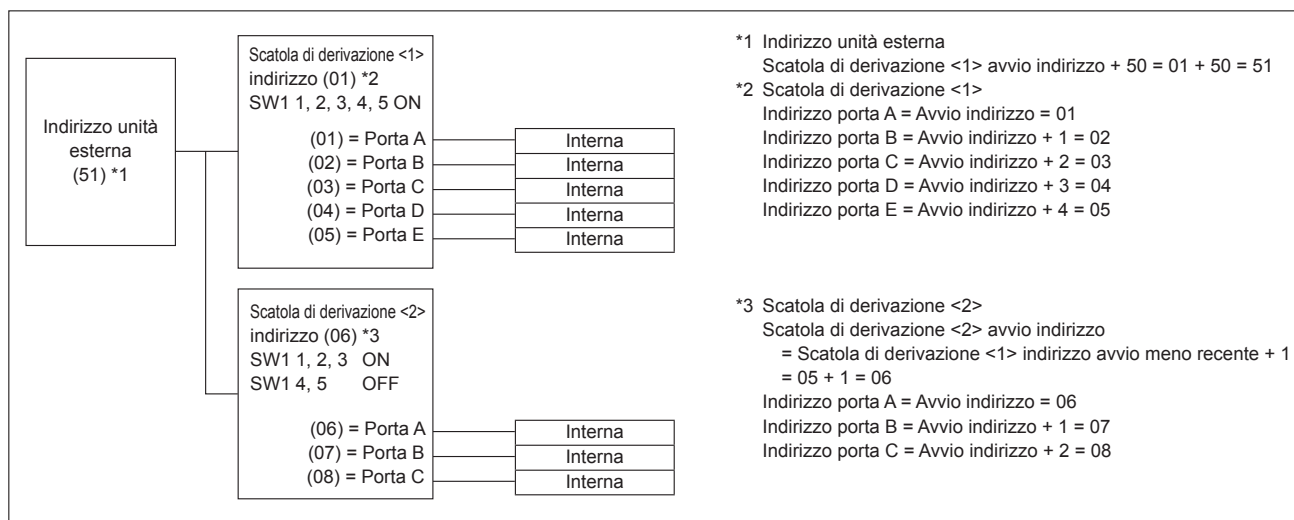 Indirizzo unità
esterna
(51) *1
Scatola di derivazione <1>
indirizzo (01) *2
SW1 1, 2, 3, 4, 5 ON
(01) = Porta A
(02) = Porta B
(03) = Porta C
(04) = Porta D
(05) = Porta E
Interna
Interna
Interna
Interna
Interna
Scatola di derivazione <2>
indirizzo (06) *3
SW1 1, 2, 3 ON
SW1 4, 5 OFF
(06) = Porta A
(07) = Porta B
(08) = Porta C
Interna
Interna
Interna
*1 Indirizzo unità esterna
Scatola di derivazione <1> avvio indirizzo + 50 = 01 + 50 = 51
*2 Scatola di derivazione <1>
Indirizzo porta A = Avvio indirizzo = 01
Indirizzo porta B = Avvio indirizzo + 1 = 02
Indirizzo porta C = Avvio indirizzo + 2 = 03
Indirizzo porta D = Avvio indirizzo + 3 = 04
Indirizzo porta E = Avvio indirizzo + 4 = 05
*3 Scatola di derivazione <2>
Scatola di derivazione <2> avvio indirizzo
= Scatola di derivazione <1> indirizzo avvio meno recente + 1
= 05 + 1 = 06
Indirizzo porta A = Avvio indirizzo = 06
Indirizzo porta B = Avvio indirizzo + 1 = 07
Indirizzo porta C = Avvio indirizzo + 2 = 08